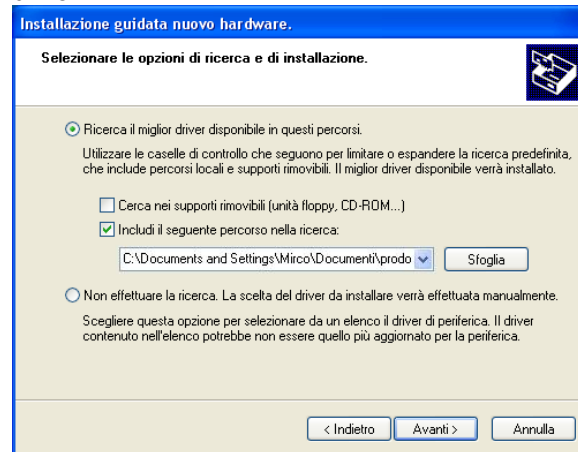 Installazione guidata nuovo hardware.
Selezionare le opzioni di ricerca e di installazione.
Ricerca il miglior driver disponibile in questi percorsi.
Utilizzare le caselle di controllo che seguono per limitare o espandere la ricerca predefinita,
che include percorsi locali e supporti rimovibili. Il miglior driver disponibile verrà installato.
Cerca nei supporti rimovibili (unità floppy, CD-ROM...)
Includi il seguente percorso nella ricerca:
C:\Documents and Settings\Mirco\Documenti\prodo
Sfoglia
Non effettuare la ricerca. La scelta del driver da installare verrà effettuata manualmente.
Scegliere questa opzione per selezionare da un elenco il driver di periferica. Il driver
contenuto nell'elenco potrebbe non essere quello più aggiornato per la periferica.
< Indietro Avanti > Annulla